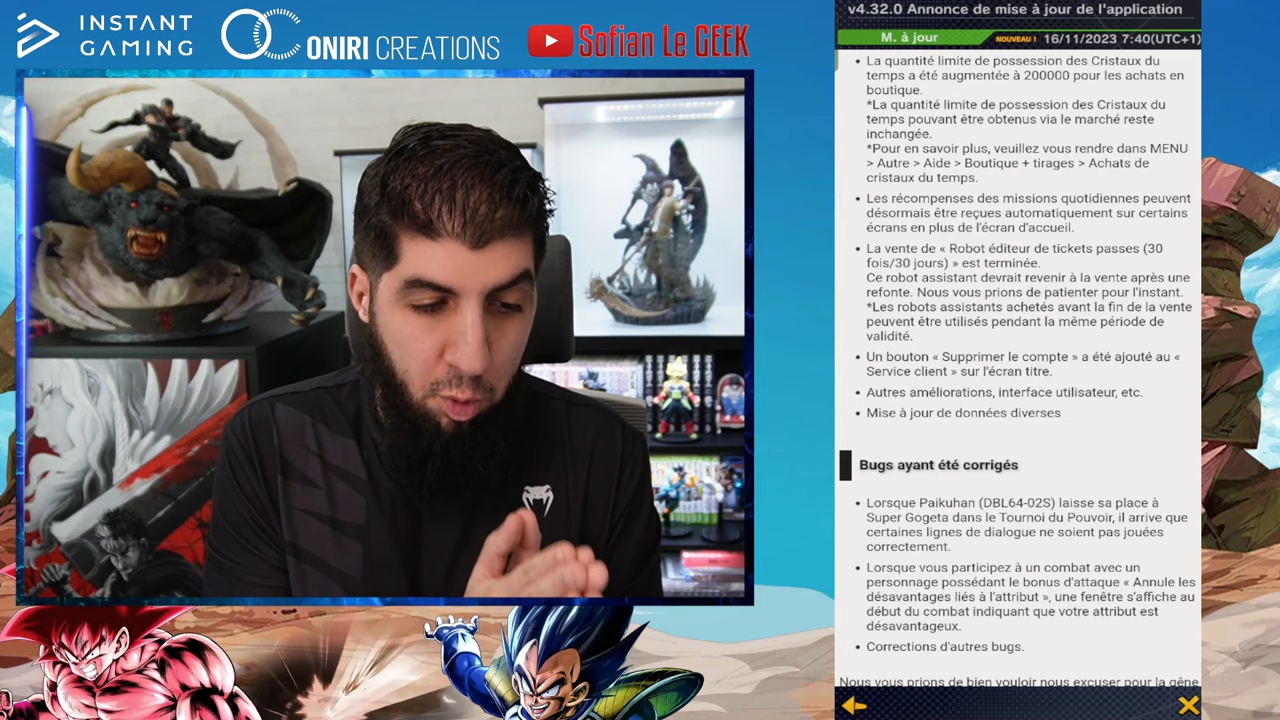 INSTANT
GAMING
ONIRI CREATIONS
Sofian Le GEEK
v4.32.0 Annonce de mise à jour de l'application
M. à jour
NOUVEAU !
16/11/2023 7:40(UTC+1)
• La quantité limite de possession des Cristaux du
temps a été augmentée à 200000 pour les achats en
boutique.
*La quantité limite de possession des Cristaux du
temps pouvant être obtenus via le marché reste
inchangée.
*Pour en savoir plus, veuillez vous rendre dans MENU
> Autre > Aide > Boutique + tirages > Achats de
cristaux du temps.
• Les récompenses des missions quotidiennes peuvent
désormais être reçues automatiquement sur certains
écrans en plus de l'écran d'accueil.
• La vente de « Robot éditeur de tickets passes (30
fois/30 jours) » est terminée.
Ce robot assistant devrait revenir à la vente après une
refonte. Nous vous prions de patienter pour l'instant.
*Les robots assistants achetés avant la fin de la vente
peuvent être utilisés pendant la même période de
validité.
• Un bouton « Supprimer le compte » a été ajouté au «
Service client » sur l'écran titre.
• Autres améliorations, interface utilisateur, etc.
• Mise à jour de données diverses
Bugs ayant été corrigés
• Lorsque Paikuhan (DBL64-02S) laisse sa place à
Super Gogeta dans le Tournoi du Pouvoir, il arrive que
certaines lignes de dialogue ne soient pas jouées
correctement.
• Lorsque vous participez à un combat avec un
personnage possédant le bonus d'attaque « Annule les
désavantages liés à l'attribut », une fenêtre s'affiche au
début du combat indiquant que votre attribut est
désavantageux.
• Corrections d'autres bugs.
Nous vous prions de bien vouloir nous excuser pour la gêne